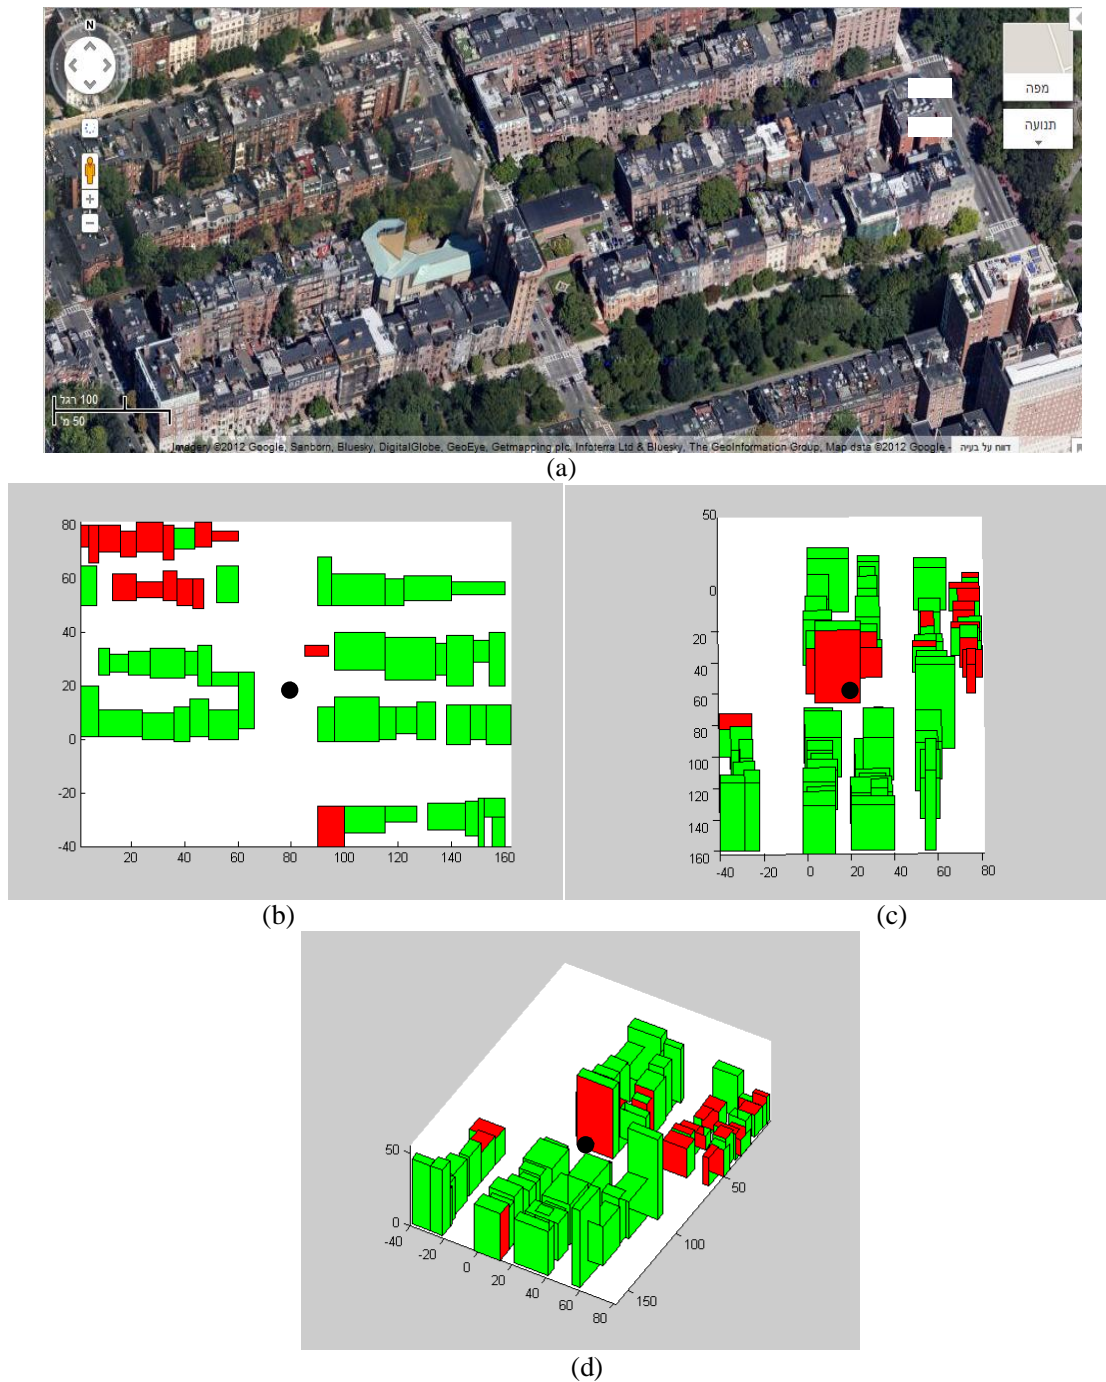 N
מפה
תנועה
100 רגל
50 מ'
Imagery ©2012 Google, Sanborn, Bluesky, DigitalGlobe, GeoEye, Getmapping plc, Infoterra Ltd & Bluesky, The GeoInformation Group, Map data ©2012 Google -
דווח על בעיה
(a)
80
60
40
20
0
-20
-40
20 40 60 80 100 120 140 160
(b)
50
0
20
40
60
80
100
120
140
160
-40 -20 0 20 40 60 80
(c)
50
0
-40
-20
0
20
40
60
80
50
100
150
(d)